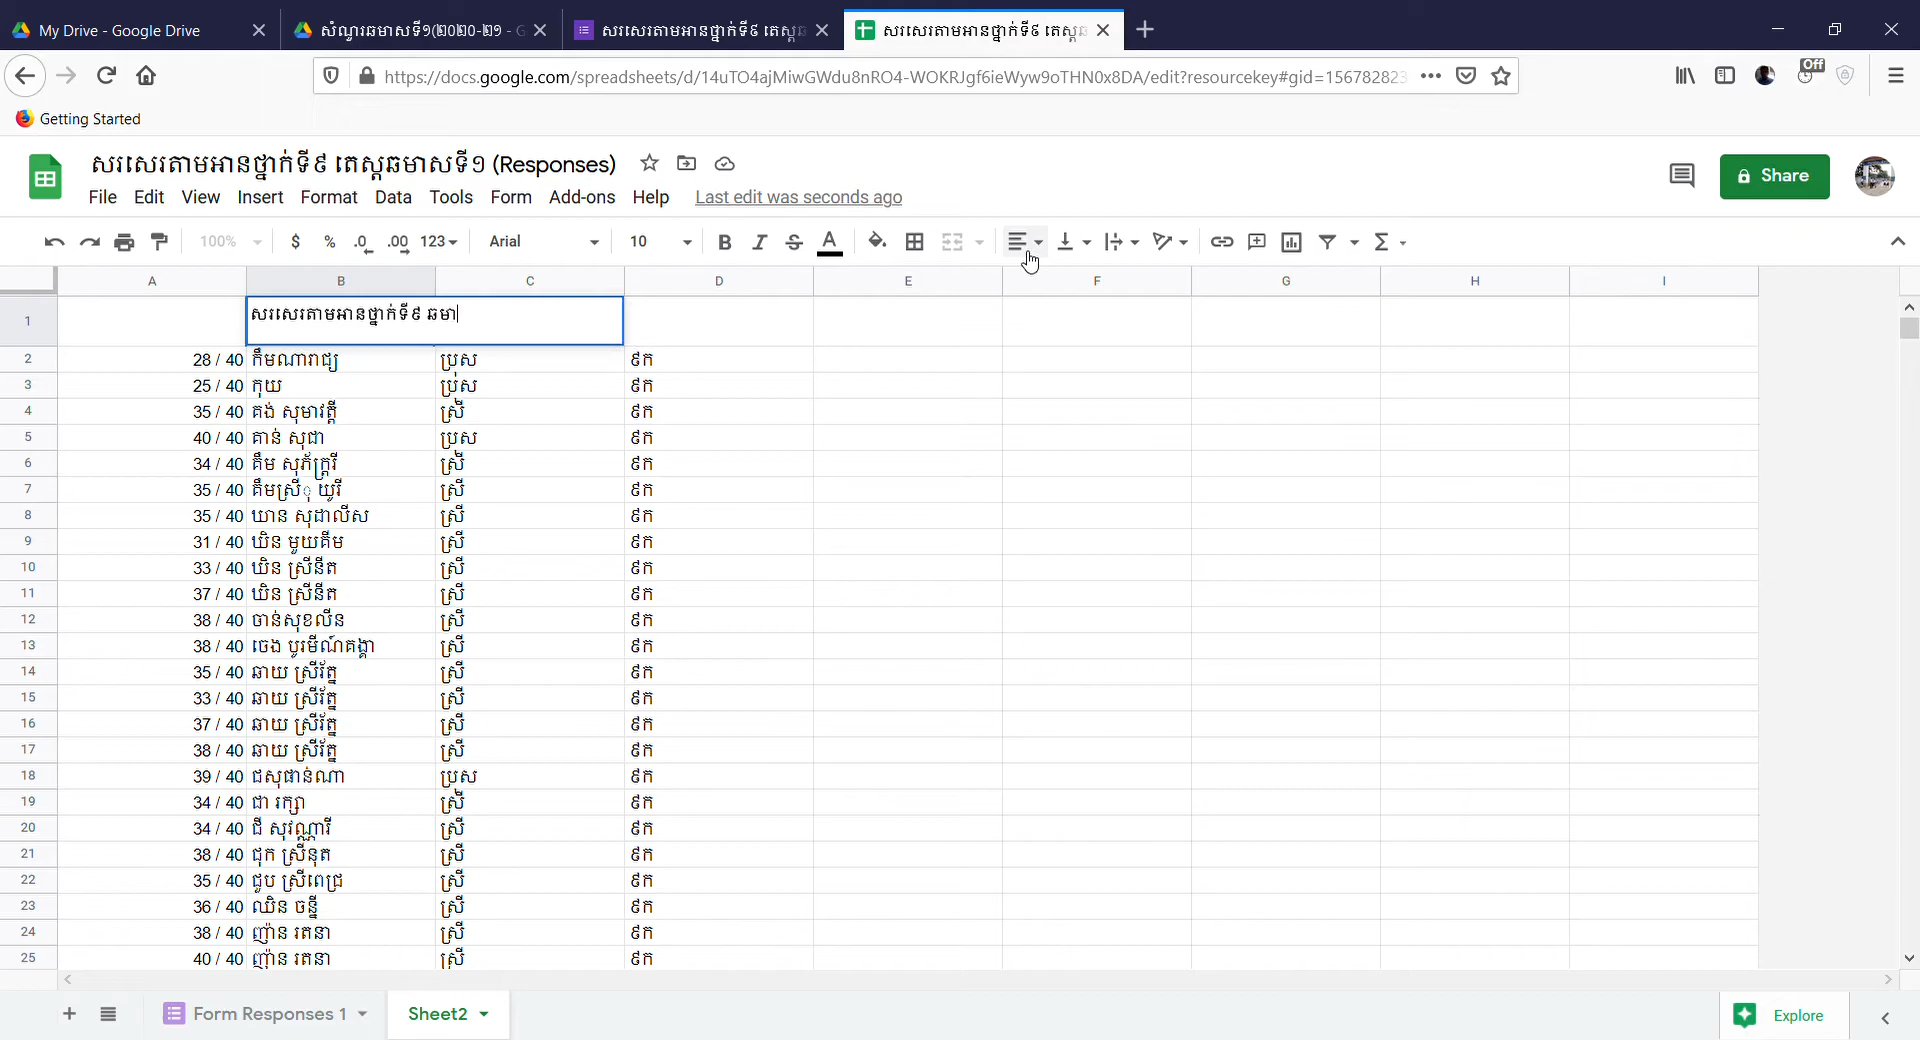 My Drive - Google Drive
សំណួរឆមាសទី១(២០២០-២១ - G
សរសេរតាមអានថ្នាក់ទី៩ តេស្តឆ
សរសេរតាមអានថ្នាក់ទី៩ តេស្តឆ
https://docs.google.com/spreadsheets/d/14uTO4ajMiwGWdu8nRO4-WOKRJgf6ieWyw9oTHN0x8DA/edit?resourcekey#gid=156782823
Off
Getting Started
សរសេរតាមអានថ្នាក់ទី៩ តេស្តឆមាសទី១ (Responses)
File Edit View Insert Format Data Tools Form Add-ons Help Last edit was seconds ago
Share
100% $ % .0 .00 123 Arial 10 B I S A
A B C D E F G H I
1 សរសេរតាមអានថ្នាក់ទី៩ ឆមា
2 28 / 40 កឹមណារាជ្យ ប្រុស ៩ក
3 25 / 40 កុយ ប្រុស ៩ក
4 35 / 40 គង់ សុមាវត្តី ស្រី ៩ក
5 40 / 40 គាន់ សុជា ប្រុស ៩ក
6 34 / 40 គឹម សុភ័ក្ត្ររី ស្រី ៩ក
7 35 / 40 គឹមស្រីុ យូរី ស្រី ៩ក
8 35 / 40 ឃាន សុដាលីស ស្រី ៩ក
9 31 / 40 ឃិន មួយគីម ស្រី ៩ក
10 33 / 40 ឃិន ស្រីនីត ស្រី ៩ក
11 37 / 40 ឃិន ស្រីនីត ស្រី ៩ក
12 38 / 40 ចាន់សុខលីន ស្រី ៩ក
13 38 / 40 ចេង បូរមីណ៍គង្គា ស្រី ៩ក
14 35 / 40 ឆាយ ស្រីរ័ត្ន ស្រី ៩ក
15 33 / 40 ឆាយ ស្រីរ័ត្ន ស្រី ៩ក
16 37 / 40 ឆាយ ស្រីរ័ត្ន ស្រី ៩ក
17 38 / 40 ឆាយ ស្រីរ័ត្ន ស្រី ៩ក
18 39 / 40 ជសុផាន់ណា ប្រុស ៩ក
19 34 / 40 ជា រក្សា ស្រី ៩ក
20 34 / 40 ជី សុវណ្ណារី ស្រី ៩ក
21 38 / 40 ជុក ស្រីនុត ស្រី ៩ក
22 35 / 40 ជួប ស្រីពេជ្រ ស្រី ៩ក
23 36 / 40 ឈិន ចន្នី ស្រី ៩ក
24 38 / 40 ញ៉ាន រតនា ស្រី ៩ក
25 40 / 40 ញ៉ាន រតនា ស្រី ៩ក
Form Responses 1 Sheet2 Explore